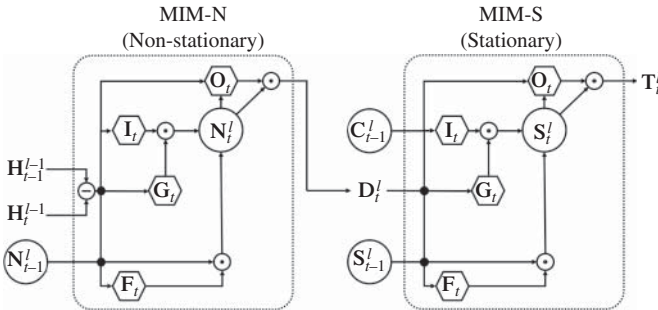 MIM-N
(Non-stationary)
MIM-S
(Stationary)
O_t
I_t
N_t^l
G_t
H_{t-1}^{l-1}
H_t^{l-1}
N_{t-1}^l
F_t
D_t^l
O_t
C_{t-1}^l
I_t
S_t^l
G_t
S_{t-1}^l
F_t